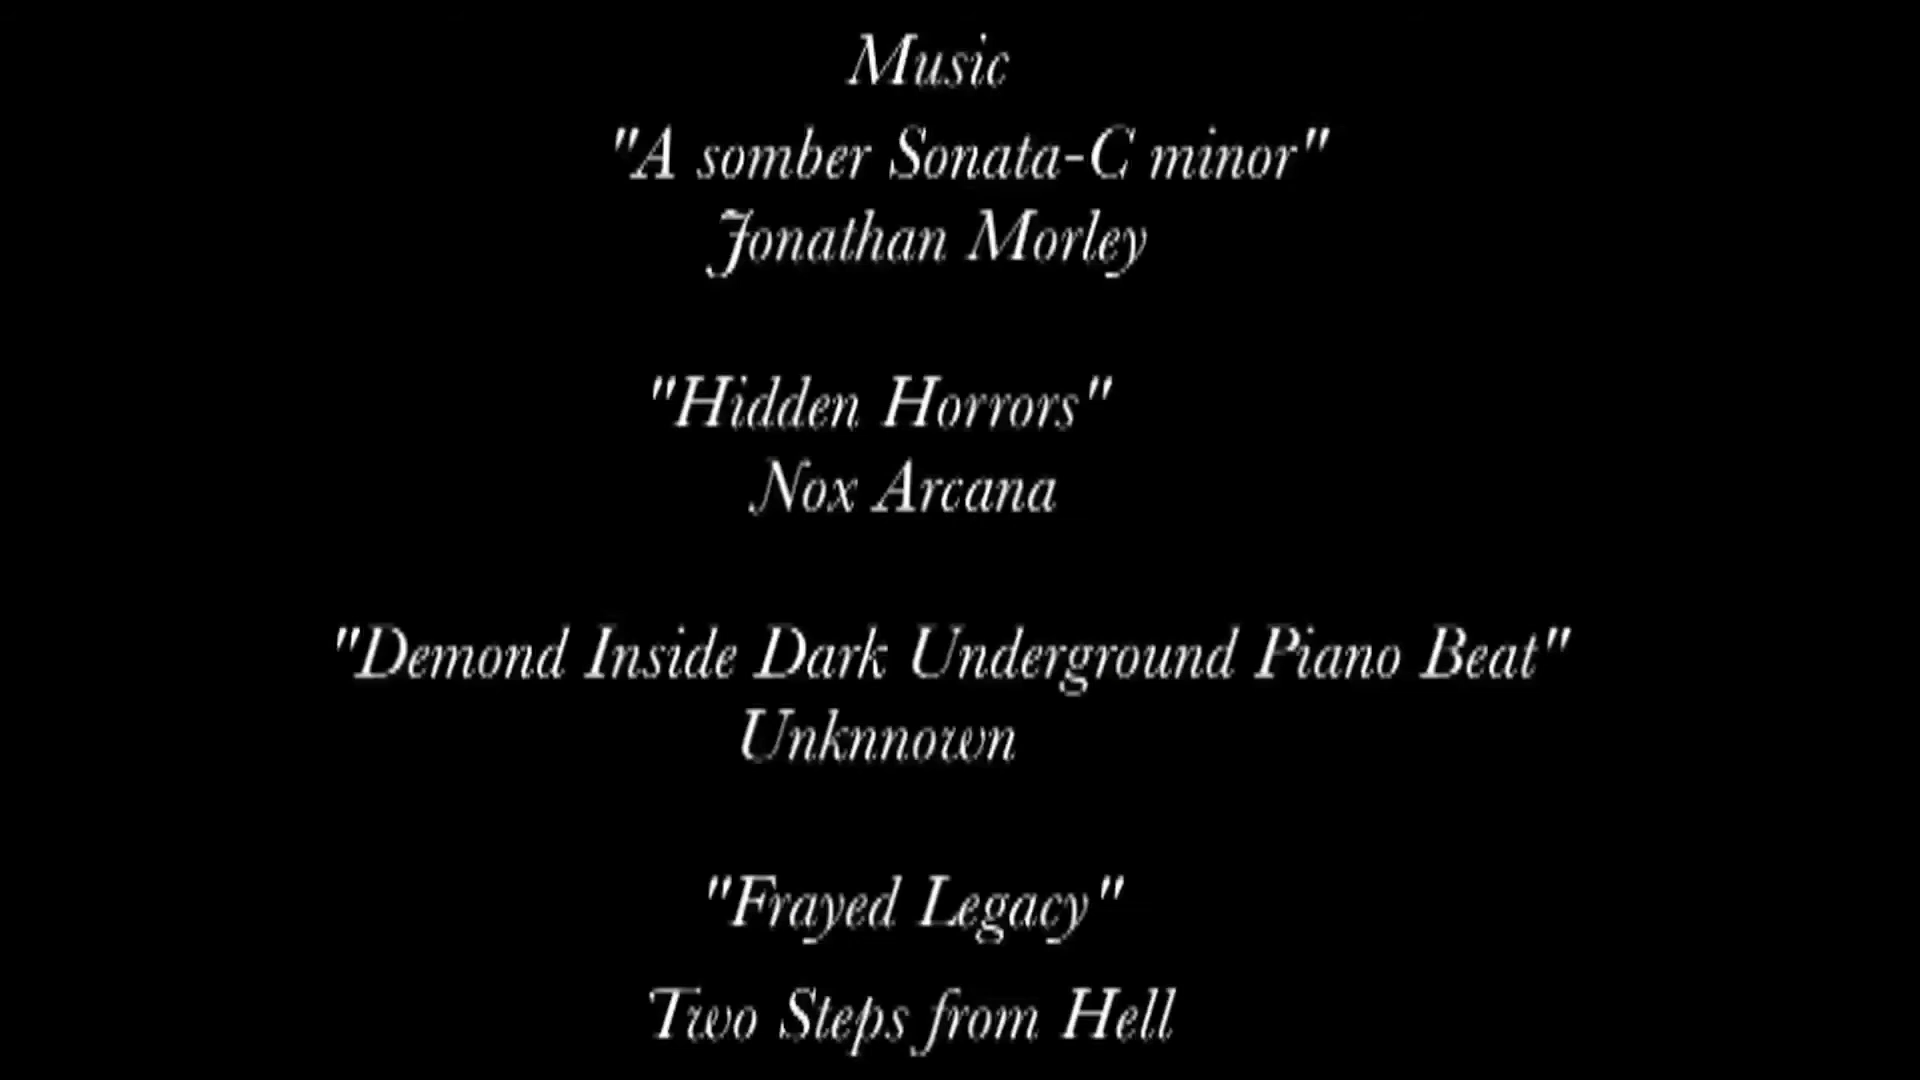 Music
"A somber Sonata-C minor"
Jonathan Morley
"Hidden Horrors"
Nox Arcana
"Demond Inside Dark Underground Piano Beat"
Unknnown
"Frayed Legacy"
Two Steps from Hell